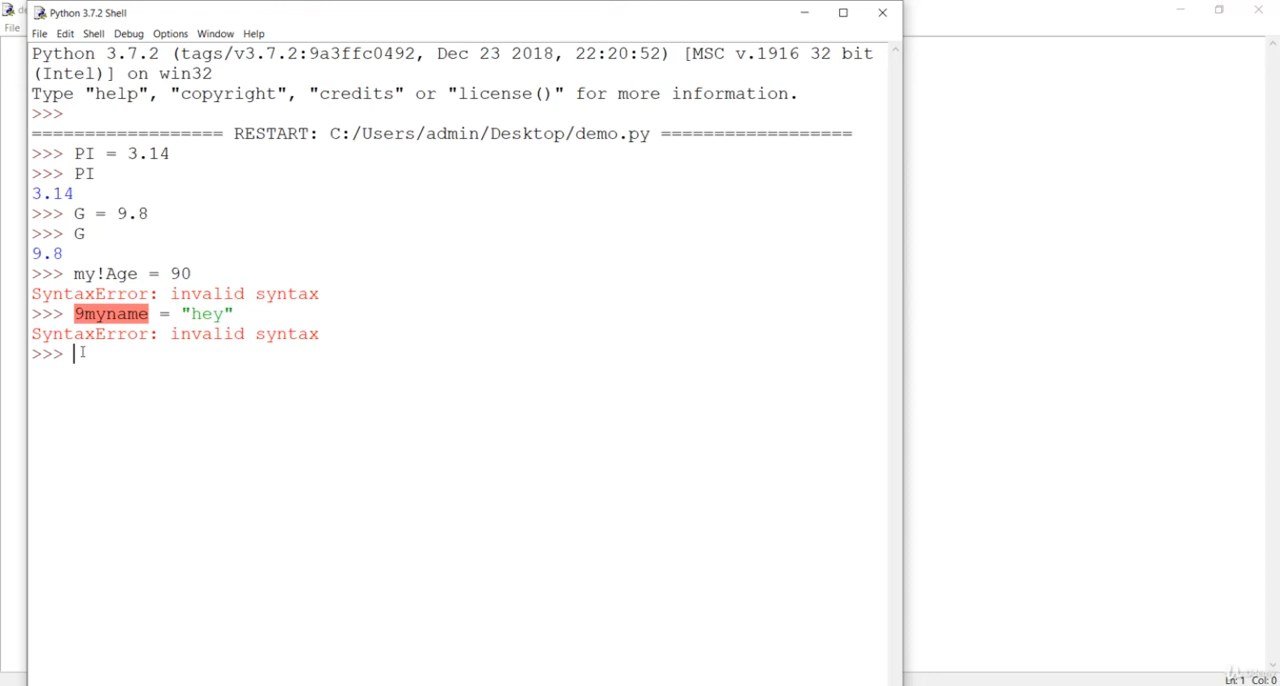 Python 3.7.2 Shell
File
File Edit Shell Debug Options Window Help
Python 3.7.2 (tags/v3.7.2:9a3ffc0492, Dec 23 2018, 22:20:52) [MSC v.1916 32 bit
(Intel)] on win32
Type "help", "copyright", "credits" or "license()" for more information.
>>>
================== RESTART: C:/Users/admin/Desktop/demo.py ==================
>>> PI = 3.14
>>> PI
3.14
>>> G = 9.8
>>> G
9.8
>>> my!Age = 90
SyntaxError: invalid syntax
>>> 9myname = "hey"
SyntaxError: invalid syntax
>>>
Ln: 1 Col: 0